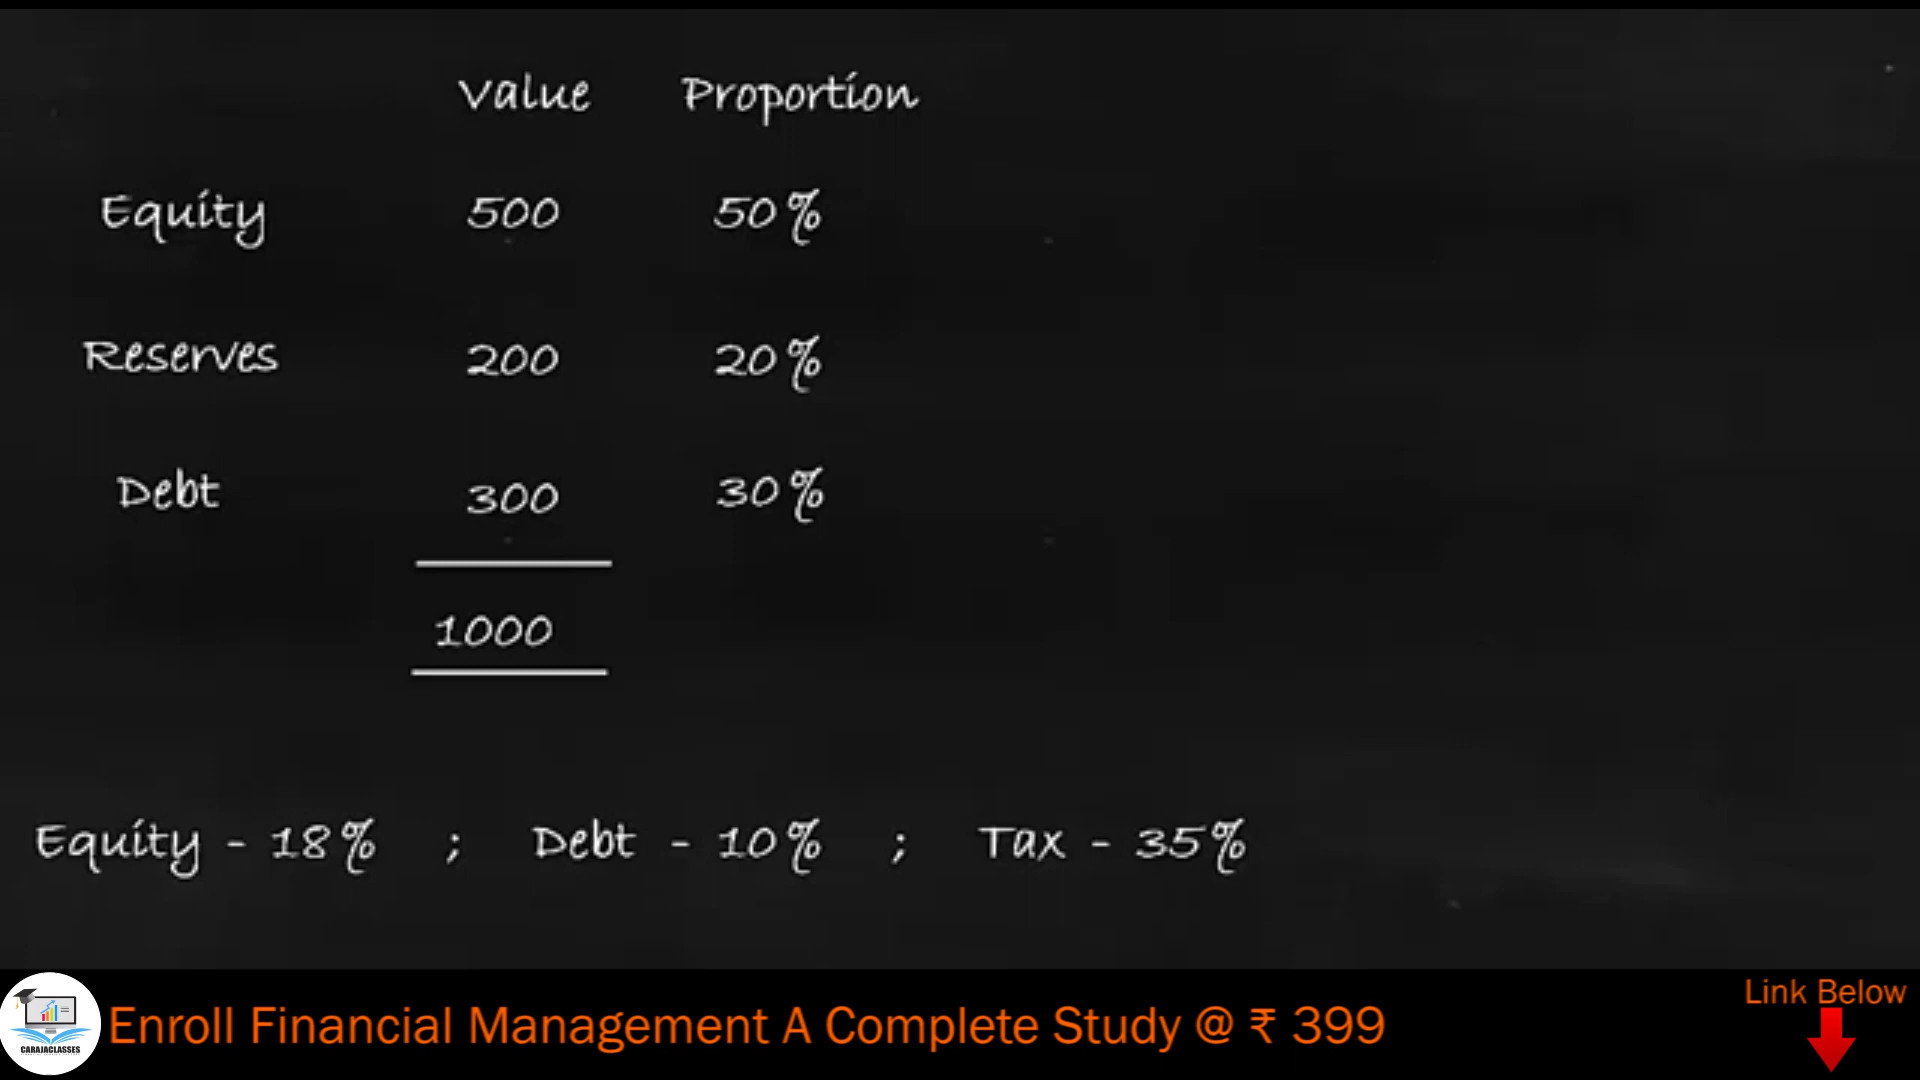 Value Proportion
Equity 500 50%
Reserves 200 20%
Debt 300 30%
1000
Equity - 18% ; Debt - 10% ; Tax - 35%
Link Below
Enroll Financial Management A Complete Study @ ₹ 399
CARAJACLASSES